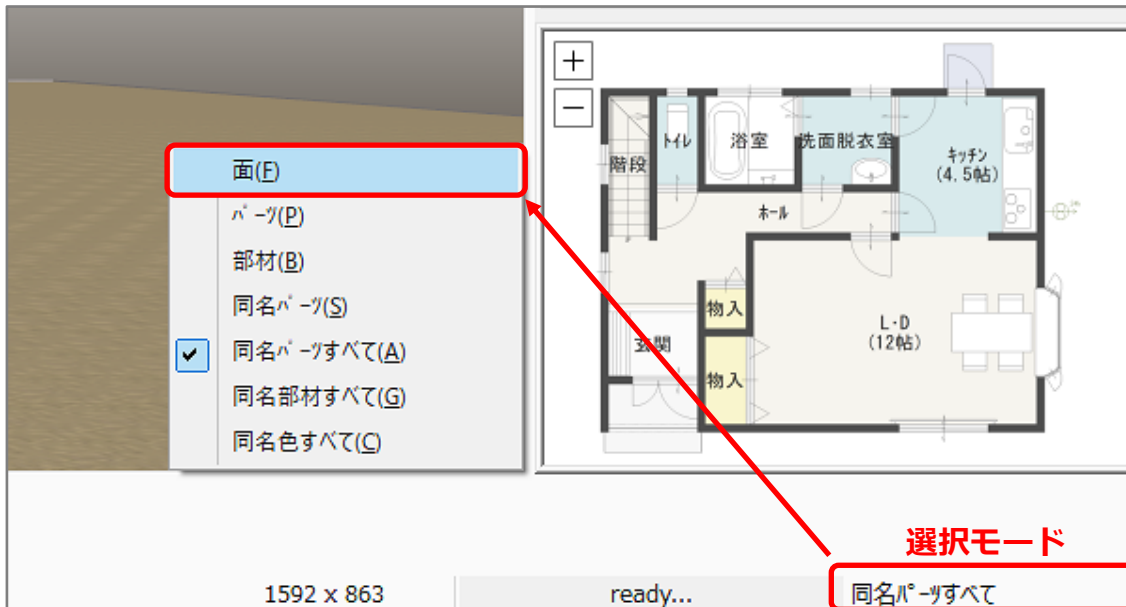 面(F)
ﾊﾟｰﾂ(P)
部材(B)
同名ﾊﾟｰﾂ(S)
同名ﾊﾟｰﾂすべて(A)
同名部材すべて(G)
同名色すべて(C)
+
−
階段
ﾄｲﾚ
浴室
洗面脱衣室
ｷｯﾁﾝ
(4.5帖)
ﾎｰﾙ
物入
玄関
物入
L・D
(12帖)
選択モード
1592 x 863
ready...
同名ﾊﾟｰﾂすべて